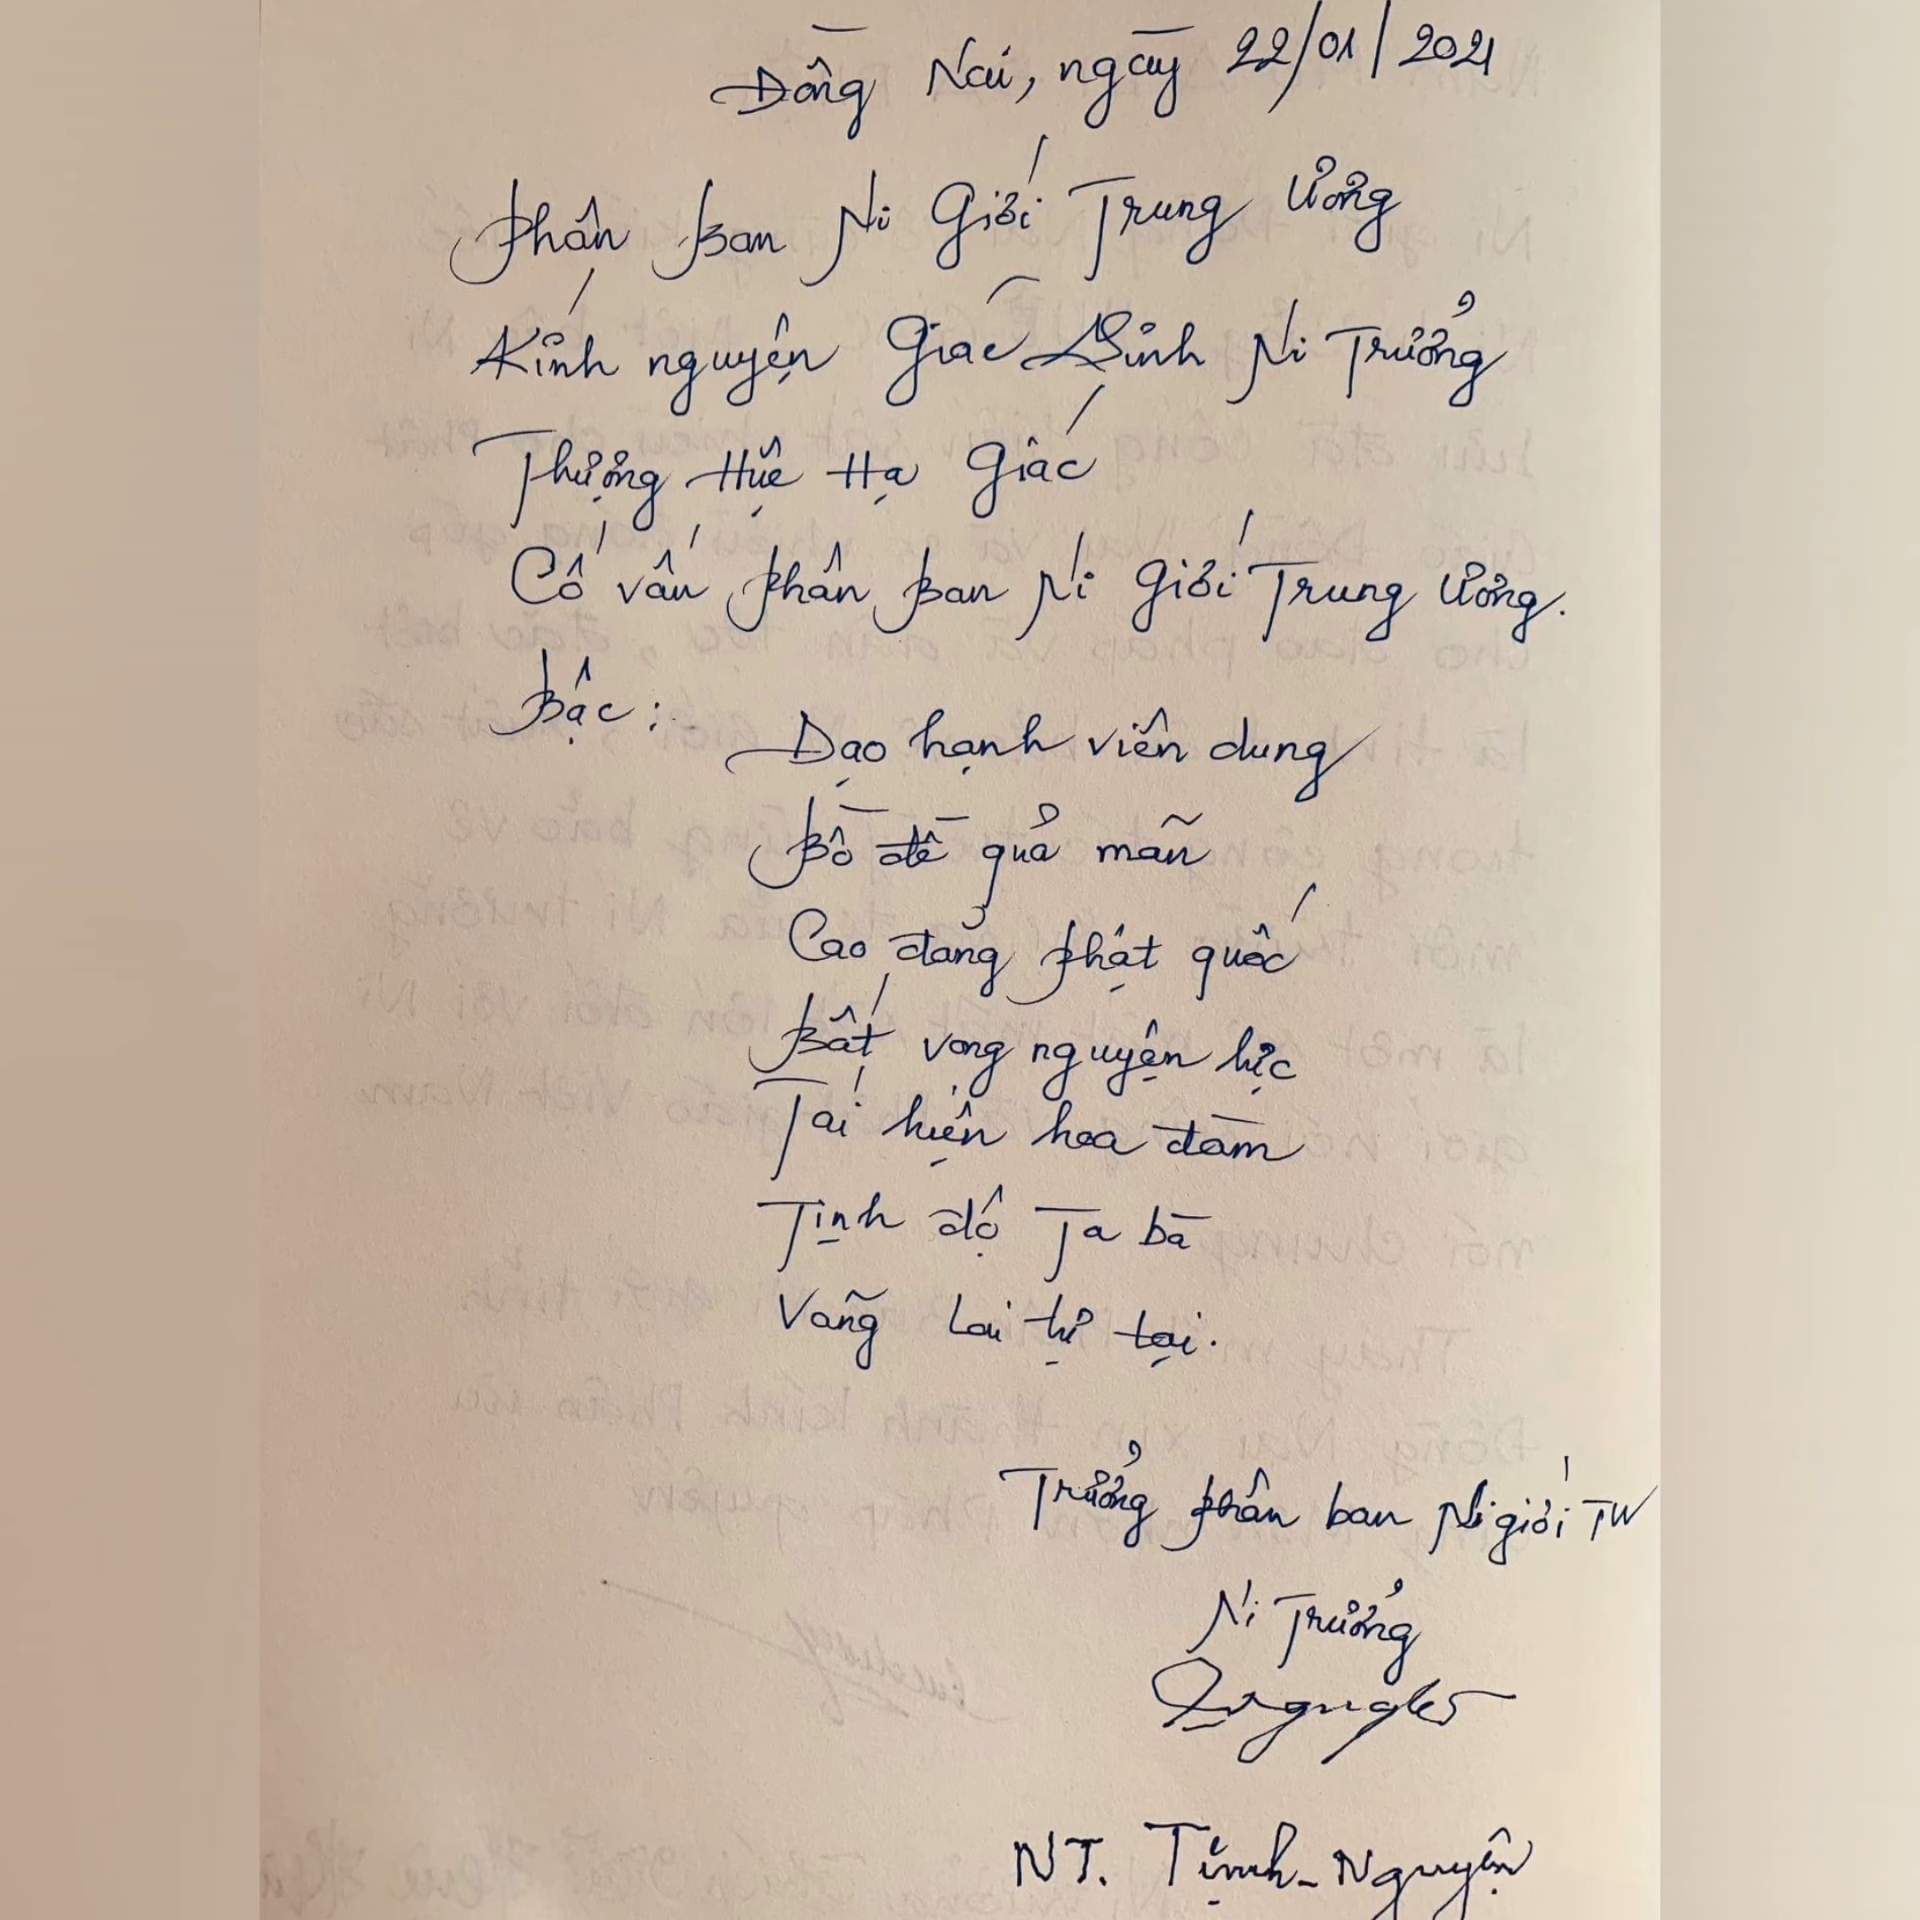 Đồng Nai, ngày 22/01/2021
Phân Ban Ni Giới Trung Ương
Kính nguyện Giác Linh Ni Trưởng
Thượng Huệ Hạ Giác
Cố vấn Phân Ban Ni Giới Trung Ương.
Bậc:
Đạo hạnh viên dung
Bồ đề quả mãn
Cao đăng Phật quốc
Bất vong nguyện lực
Tái hiện hoa đàm
Tịnh độ Ta bà
Vãng lai tự tại.
Trưởng Phân ban Ni giới TW
Ni Trưởng
NT. Tịnh-Nguyện